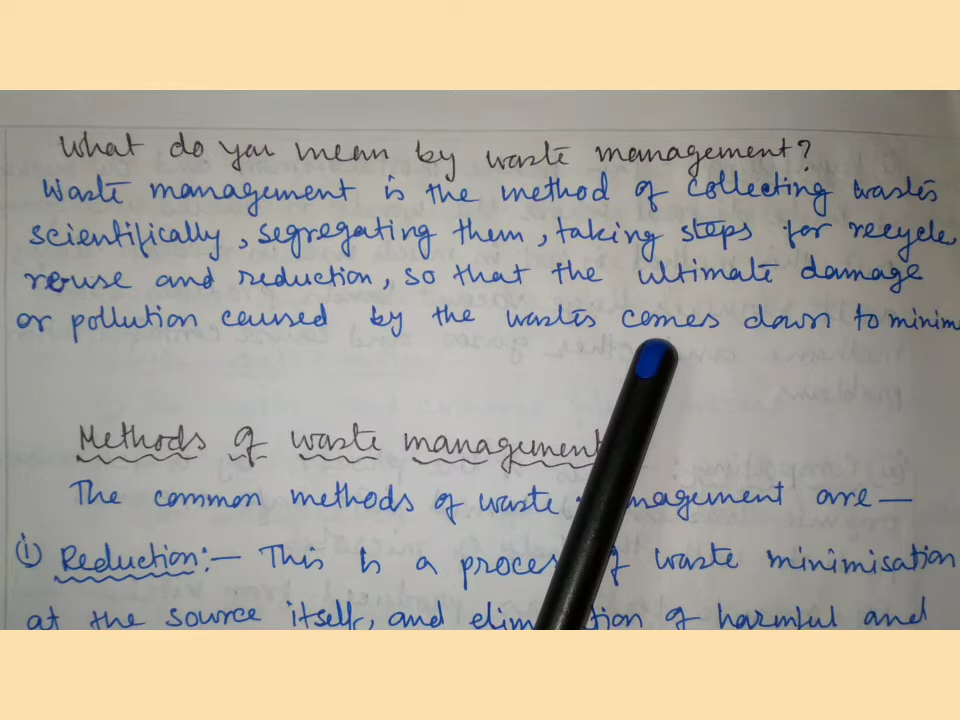 What do you mean by waste management?
Waste management is the method of collecting wastes
scientifically, segregating them, taking steps for recycle,
reuse and reduction, so that the ultimate damage
or pollution caused by the wastes comes down to minim
Methods of waste management
The common methods of waste management are —
i) Reduction:— This is a process of waste minimisation
at the source itself, and elimination of harmful and